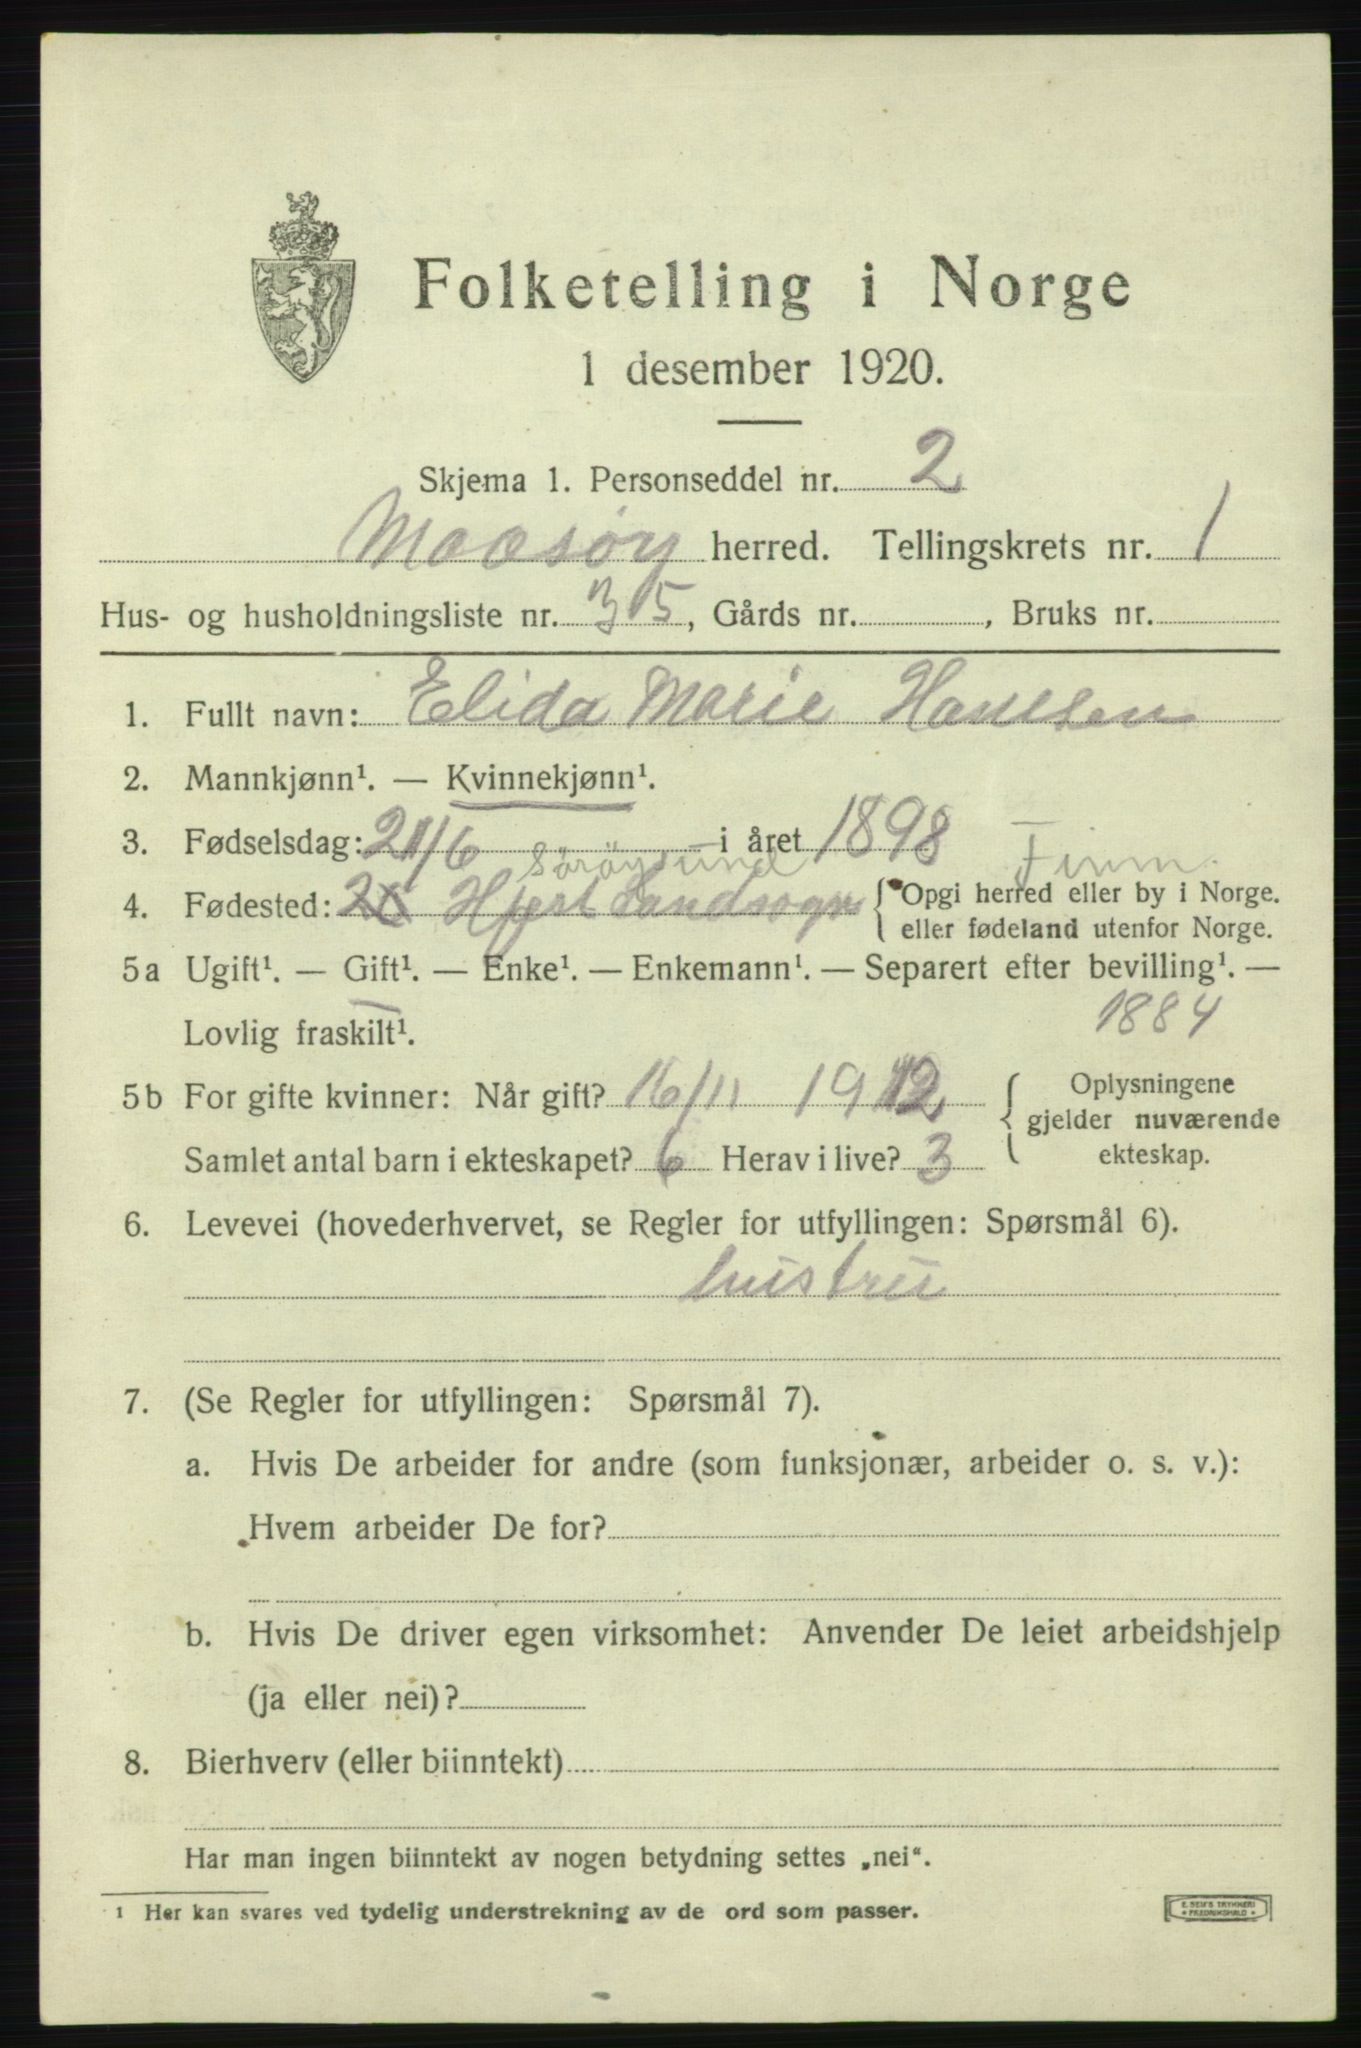 Folketelling i Norge
1 desember 1920.
Skjema 1. Personseddel nr. 2
Maasøy herred. Tellingskrets nr. 1
Hus- og husholdningsliste nr. 35, Gårds nr. , Bruks nr.
1. Fullt navn: Elida Marie Hansen
2. Mannkjønn¹. — Kvinnekjønn¹.
3. Fødselsdag: 21/6 i året 1898
Sörøysund Finm.
4. Fødested: Hfest Landsogn { Opgi herred eller by i Norge.
eller fødeland utenfor Norge.
5a Ugift¹. — Gift¹. — Enke¹. — Enkemann¹. — Separert efter bevilling¹. —
Lovlig fraskilt¹. 1884
5b For gifte kvinner: Når gift? 16/11 1912 { Oplysningene
gjelder nuværende
Samlet antal barn i ekteskapet? 6 Herav i live? 3 ekteskap.
6. Levevei (hovederhvervet, se Regler for utfyllingen: Spørsmål 6).
hustru
7. (Se Regler for utfyllingen: Spørsmål 7).
a. Hvis De arbeider for andre (som funksjonær, arbeider o. s. v.):
Hvem arbeider De for?
b. Hvis De driver egen virksomhet: Anvender De leiet arbeidshjelp
(ja eller nei)?
8. Bierhverv (eller biinntekt)
Har man ingen biinntekt av nogen betydning settes „nei“.
¹ Her kan svares ved tydelig understrekning av de ord som passer.
E. SEM'S TRYKKERI
* FREDRIKSHALD *